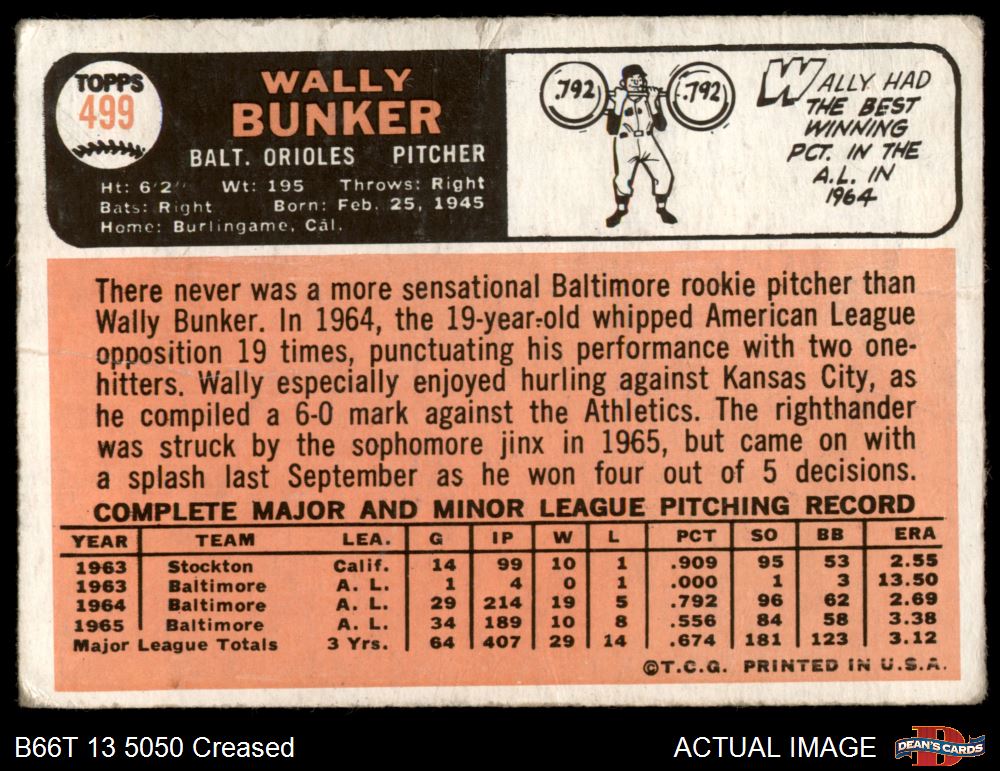 TOPPS
499
WALLY
BUNKER
BALT. ORIOLES PITCHER
Ht: 6'2" Wt: 195 Throws: Right
Bats: Right Born: Feb. 25, 1945
Home: Burlingame, Cal.
.792 .792
WALLY HAD
THE BEST
WINNING
PCT. IN THE
A.L. IN
1964
There never was a more sensational Baltimore rookie pitcher than
Wally Bunker. In 1964, the 19-year-old whipped American League
opposition 19 times, punctuating his performance with two one-
hitters. Wally especially enjoyed hurling against Kansas City, as
he compiled a 6-0 mark against the Athletics. The righthander
was struck by the sophomore jinx in 1965, but came on with
a splash last September as he won four out of 5 decisions.
COMPLETE MAJOR AND MINOR LEAGUE PITCHING RECORD
YEAR TEAM LEA. G IP W L PCT SO BB ERA
1963 Stockton Calif. 14 99 10 1 .909 95 53 2.55
1963 Baltimore A. L. 1 4 0 1 .000 1 3 13.50
1964 Baltimore A. L. 29 214 19 5 .792 96 62 2.69
1965 Baltimore A. L. 34 189 10 8 .556 84 58 3.38
Major League Totals 3 Yrs. 64 407 29 14 .674 181 123 3.12
©T.C.G. PRINTED IN U.S.A.
B66T 13 5050 Creased
ACTUAL IMAGE
DEAN'S CARDS